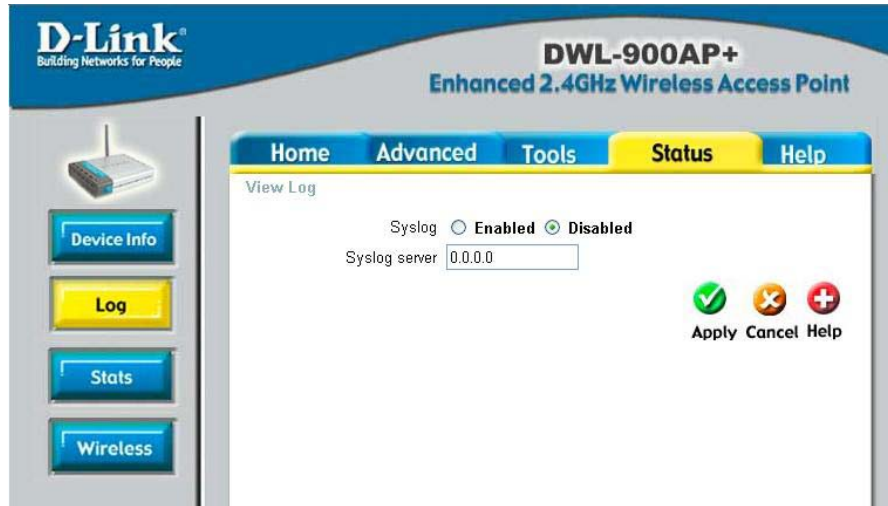 D-Link®
Building Networks for People
DWL-900AP+
Enhanced 2.4GHz Wireless Access Point
Home Advanced Tools Status Help
View Log
Device Info
Syslog Enabled Disabled
Syslog server 0.0.0.0
Log
Apply Cancel Help
Stats
Wireless